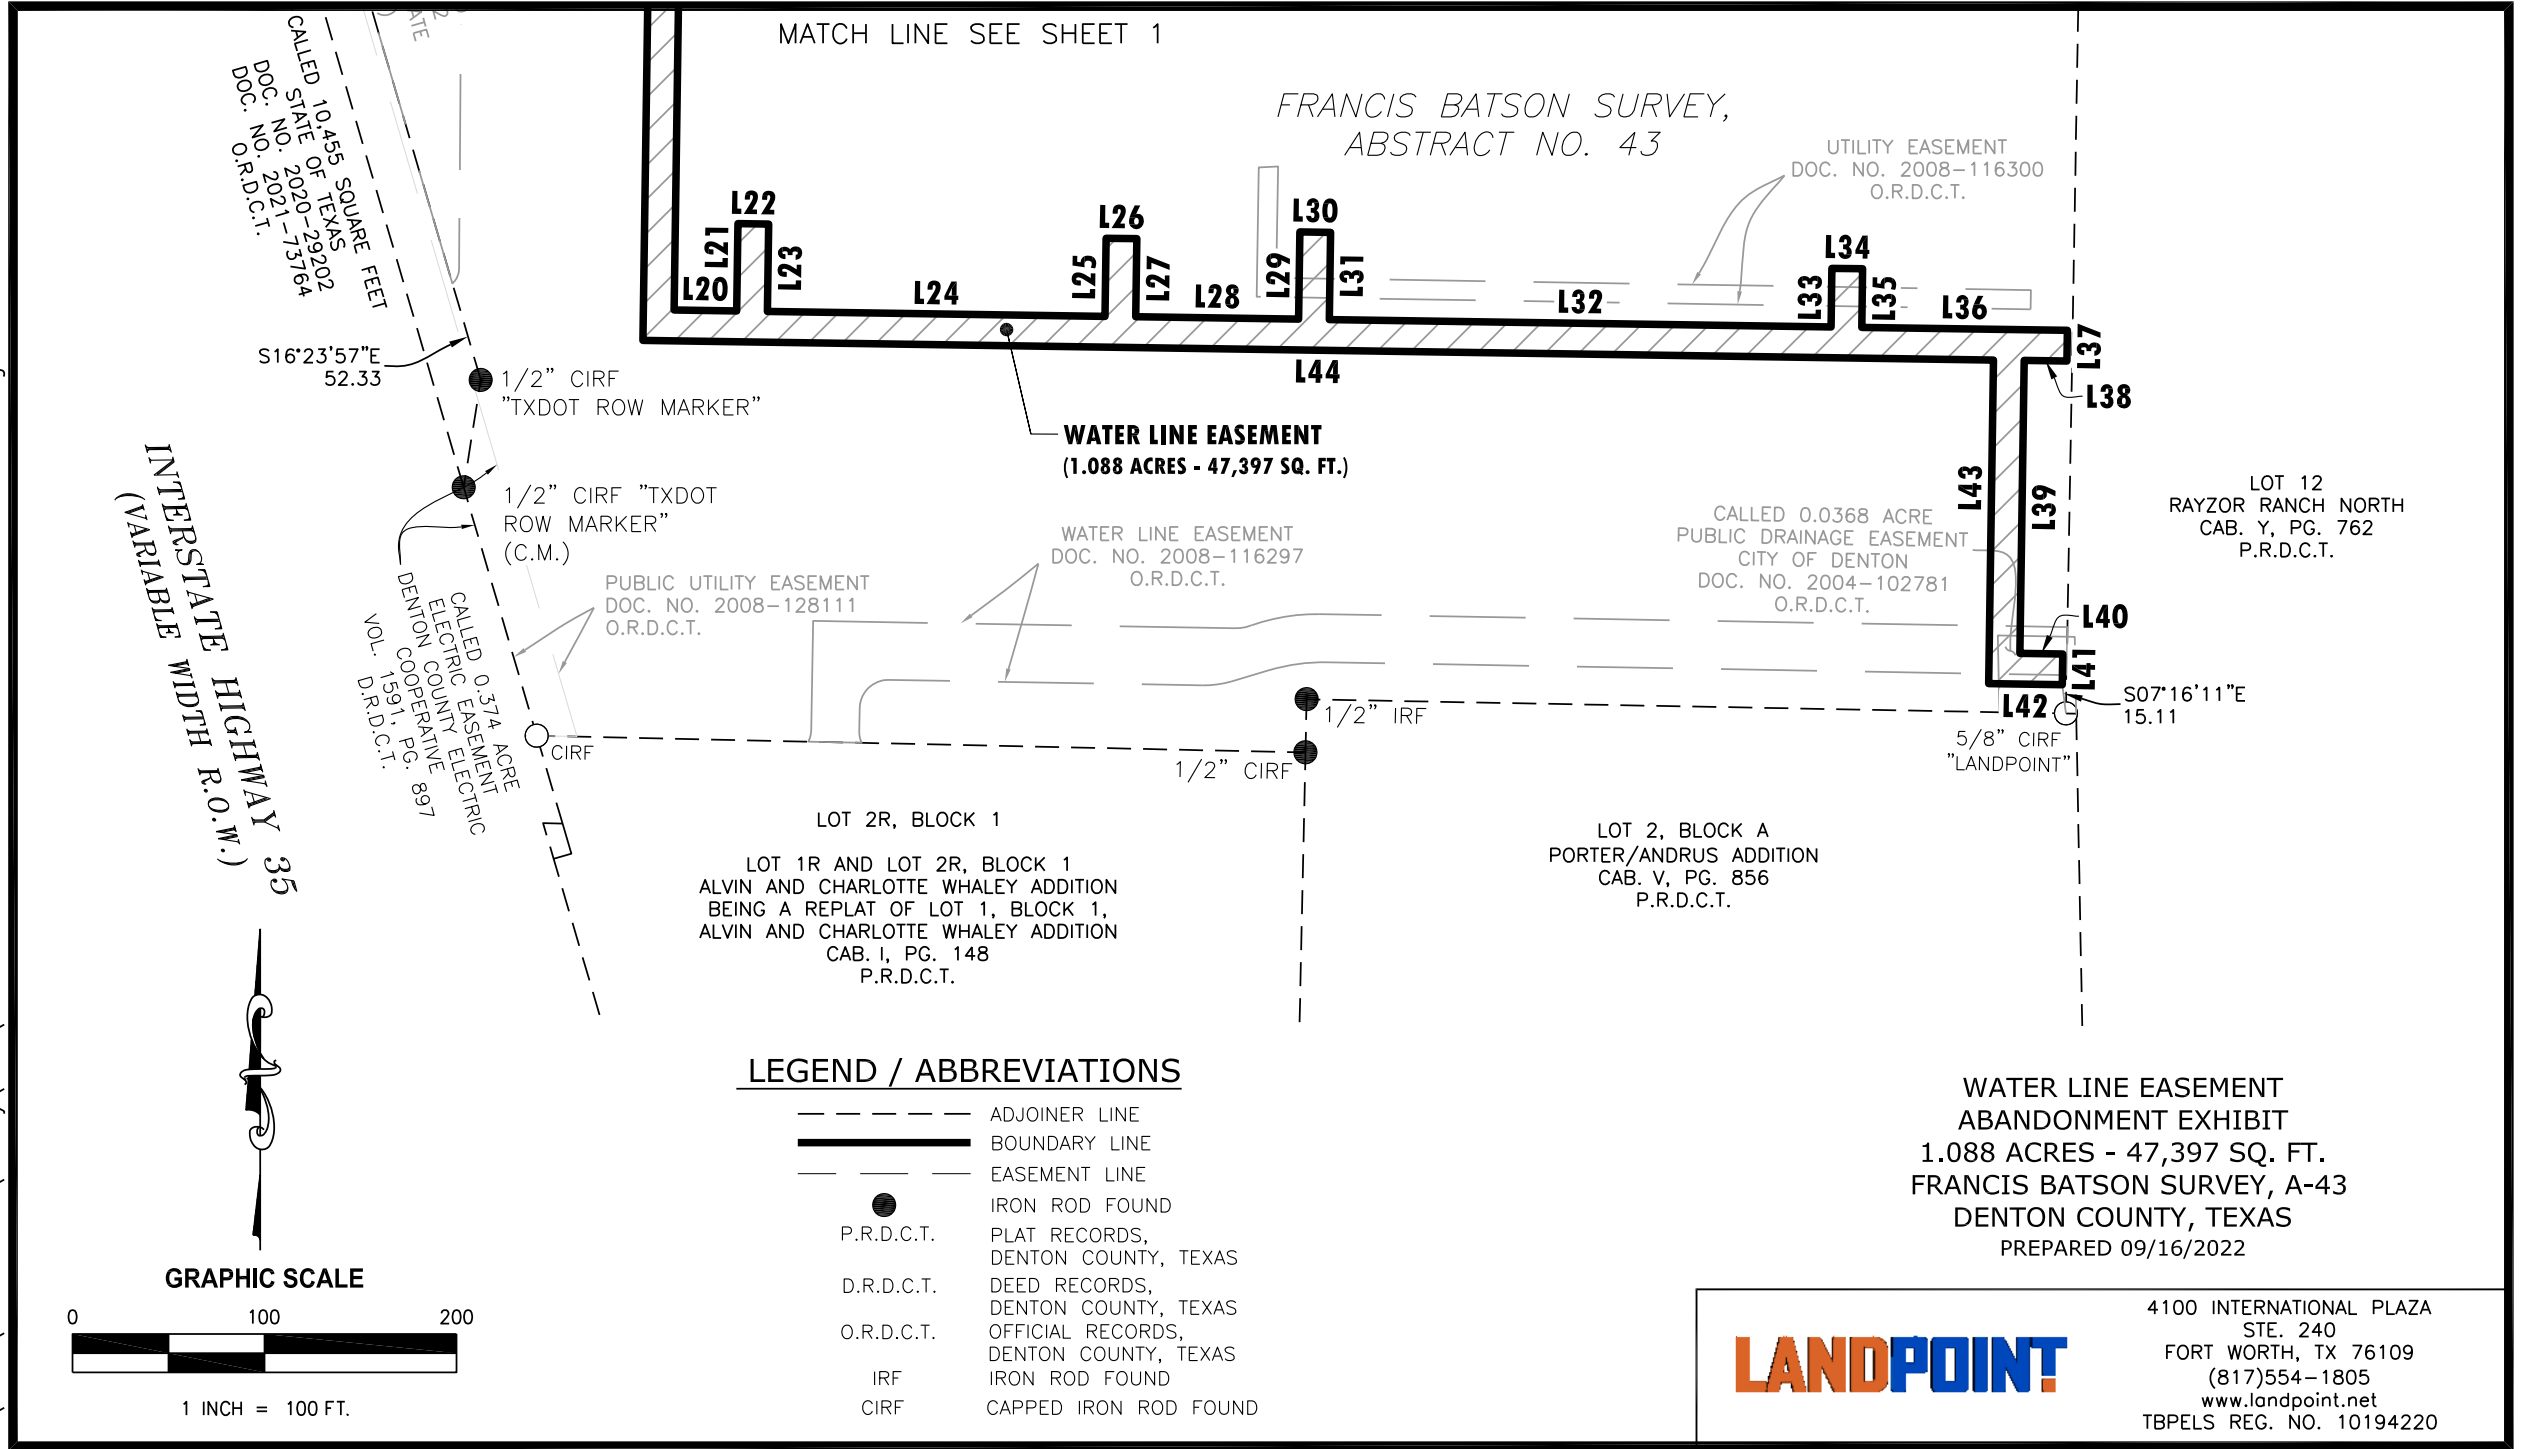 MATCH LINE SEE SHEET 1
ATE
CALLED 10,455 SQUARE FEET
STATE OF TEXAS
DOC. NO. 2020-29202
DOC. NO. 2021-73764
O.R.D.C.T.
FRANCIS BATSON SURVEY,
ABSTRACT NO. 43
UTILITY EASEMENT
DOC. NO. 2008-116300
O.R.D.C.T.
L20
L21
L22
L23
L24
L25
L26
L27
L28
L29
L30
L31
L32
L33
L34
L35
L36
L37
L38
L44
S16°23'57"E
52.33
1/2" CIRF
"TXDOT ROW MARKER"
WATER LINE EASEMENT
(1.088 ACRES - 47,397 SQ. FT.)
1/2" CIRF "TXDOT
ROW MARKER"
(C.M.)
INTERSTATE HIGHWAY 35
(VARIABLE WIDTH R.O.W.)
CALLED 0.374 ACRE
ELECTRIC EASEMENT
DENTON COUNTY ELECTRIC
COOPERATIVE
VOL. 1591, PG. 897
D.R.D.C.T.
PUBLIC UTILITY EASEMENT
DOC. NO. 2008-128111
O.R.D.C.T.
WATER LINE EASEMENT
DOC. NO. 2008-116297
O.R.D.C.T.
CALLED 0.0368 ACRE
PUBLIC DRAINAGE EASEMENT
CITY OF DENTON
DOC. NO. 2004-102781
O.R.D.C.T.
L43
L39
LOT 12
RAYZOR RANCH NORTH
CAB. Y, PG. 762
P.R.D.C.T.
L40
L41
L42
S07°16'11"E
15.11
CIRF
1/2" IRF
1/2" CIRF
5/8" CIRF
"LANDPOINT"
LOT 2R, BLOCK 1
LOT 1R AND LOT 2R, BLOCK 1
ALVIN AND CHARLOTTE WHALEY ADDITION
BEING A REPLAT OF LOT 1, BLOCK 1,
ALVIN AND CHARLOTTE WHALEY ADDITION
CAB. I, PG. 148
P.R.D.C.T.
LOT 2, BLOCK A
PORTER/ANDRUS ADDITION
CAB. V, PG. 856
P.R.D.C.T.
GRAPHIC SCALE
0 100 200
1 INCH = 100 FT.
LEGEND / ABBREVIATIONS
ADJOINER LINE
BOUNDARY LINE
EASEMENT LINE
IRON ROD FOUND
P.R.D.C.T. PLAT RECORDS,
DENTON COUNTY, TEXAS
D.R.D.C.T. DEED RECORDS,
DENTON COUNTY, TEXAS
O.R.D.C.T. OFFICIAL RECORDS,
DENTON COUNTY, TEXAS
IRF IRON ROD FOUND
CIRF CAPPED IRON ROD FOUND
WATER LINE EASEMENT
ABANDONMENT EXHIBIT
1.088 ACRES - 47,397 SQ. FT.
FRANCIS BATSON SURVEY, A-43
DENTON COUNTY, TEXAS
PREPARED 09/16/2022
LANDPOINT
4100 INTERNATIONAL PLAZA
STE. 240
FORT WORTH, TX 76109
(817)554-1805
www.landpoint.net
TBPELS REG. NO. 10194220